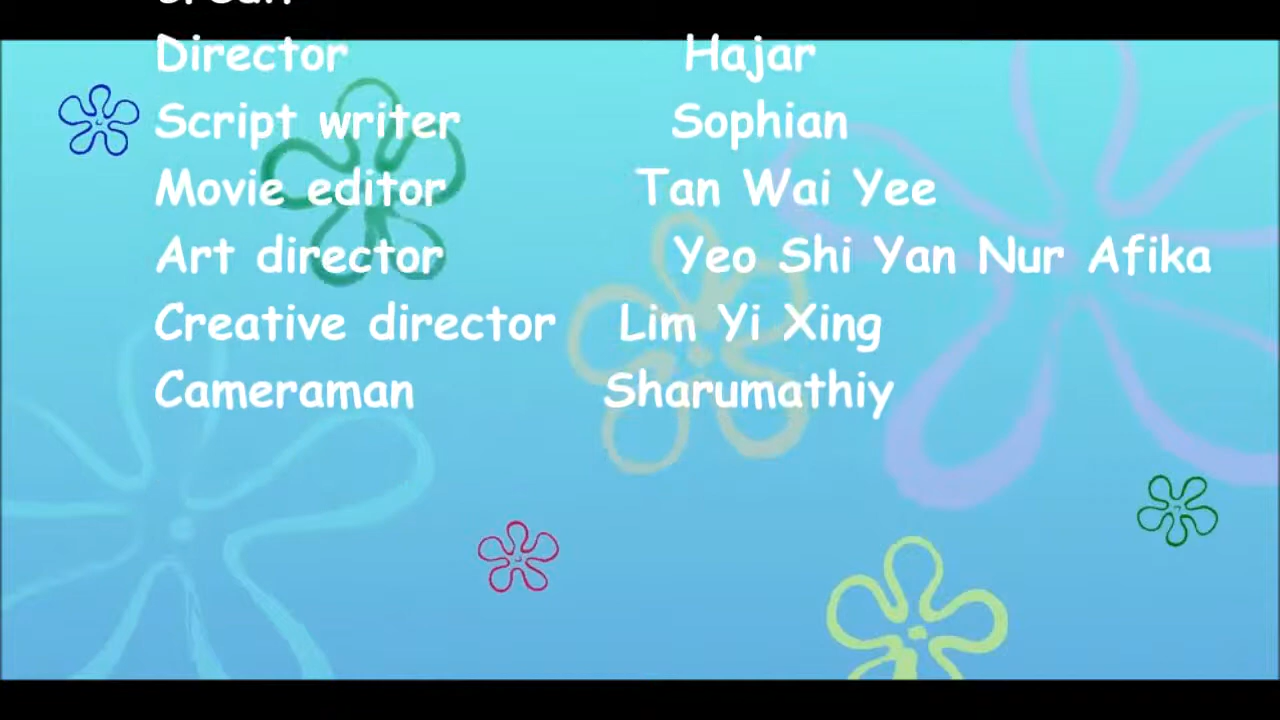 Director Hajar
Script writer Sophian
Movie editor Tan Wai Yee
Art director Yeo Shi Yan Nur Afika
Creative director Lim Yi Xing
Cameraman Sharumathiy